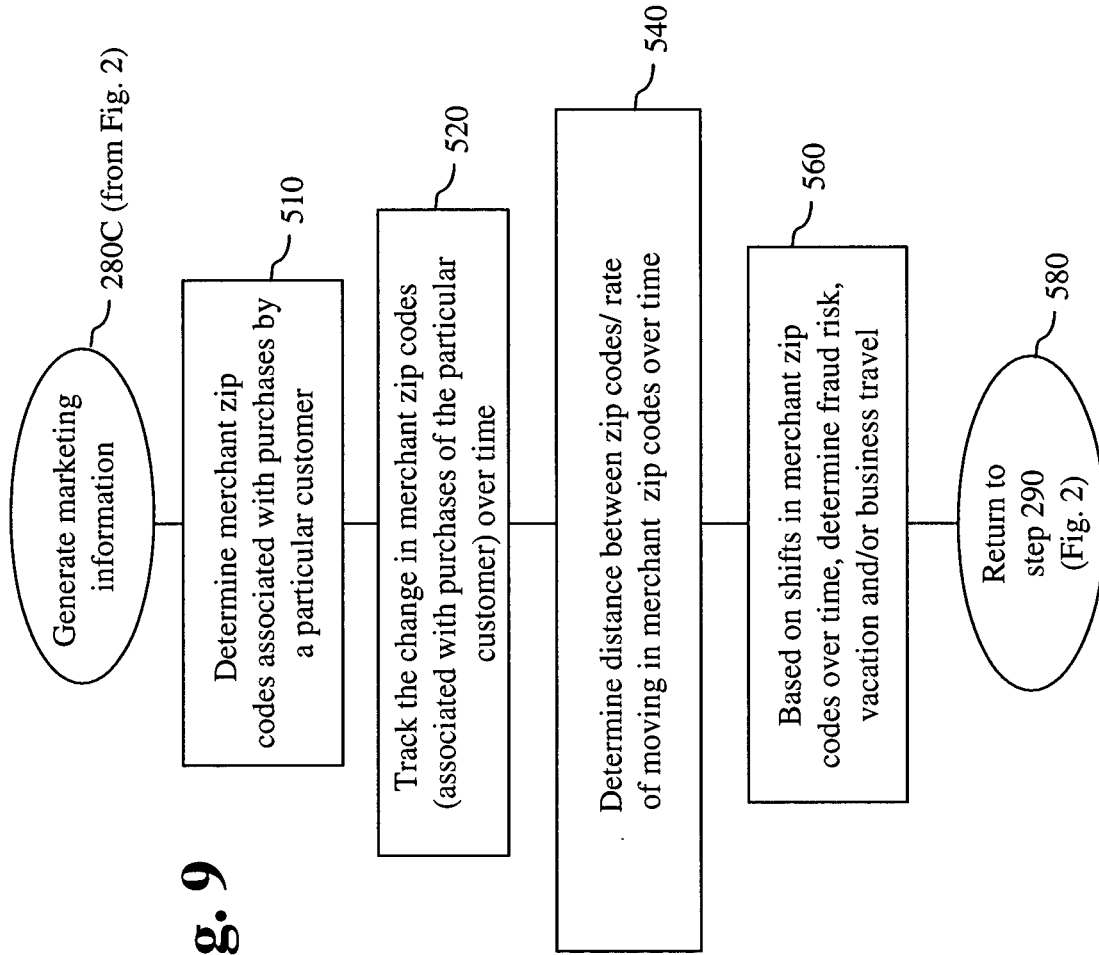 Generate marketing
information
280C (from Fig. 2)
Determine merchant zip
codes associated with purchases by
a particular customer
510
Track the change in merchant zip codes
(associated with purchases of the particular
customer) over time
520
Determine distance between zip codes/ rate
of moving in merchant zip codes over time
540
Based on shifts in merchant zip
codes over time, determine fraud risk,
vacation and/or business travel
560
Return to
step 290
(Fig. 2)
580
g. 9